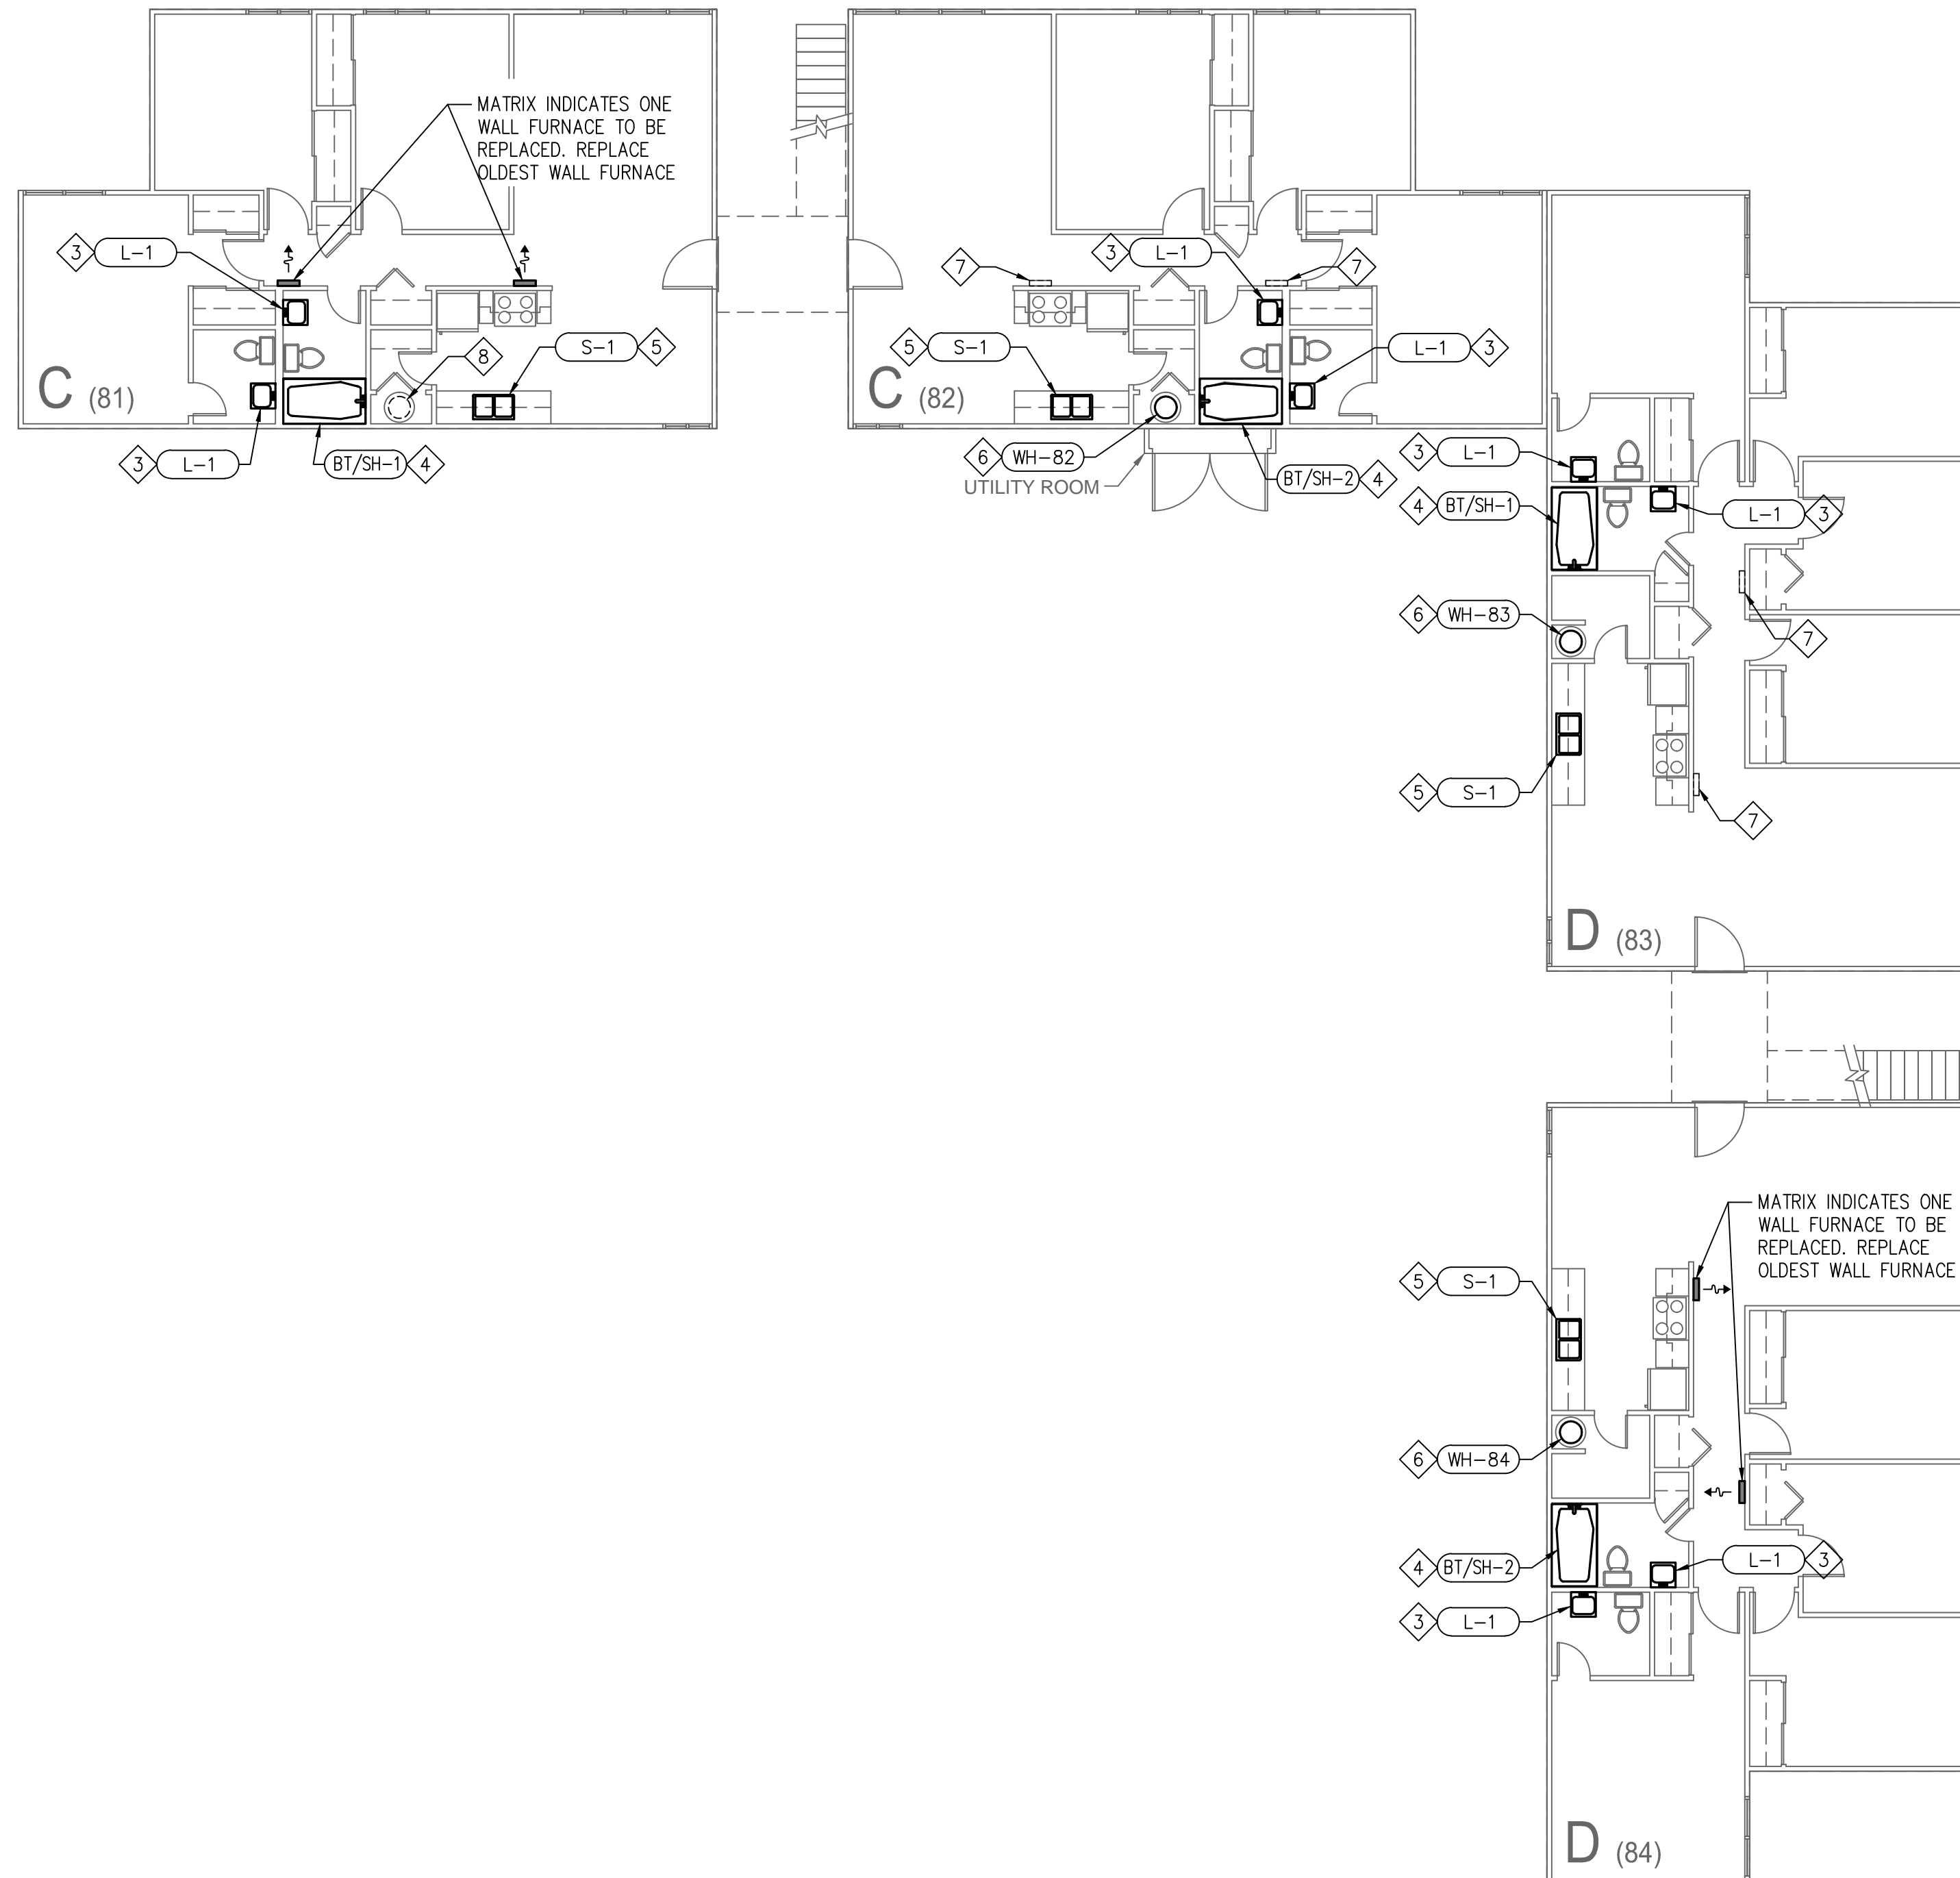 MATRIX INDICATES ONE
WALL FURNACE TO BE
REPLACED. REPLACE
OLDEST WALL FURNACE
3 L-1
8
S-1 5
C (81)
3 L-1
BT/SH-1 4
7
3 L-1
7
5 S-1
L-1 3
C (82)
6 WH-82
UTILITY ROOM
BT/SH-2 4
3 L-1
4 BT/SH-1
L-1 3
6 WH-83
7
5 S-1
7
D (83)
MATRIX INDICATES ONE
WALL FURNACE TO BE
REPLACED. REPLACE
OLDEST WALL FURNACE
5 S-1
6 WH-84
4 BT/SH-2
L-1 3
3 L-1
D (84)